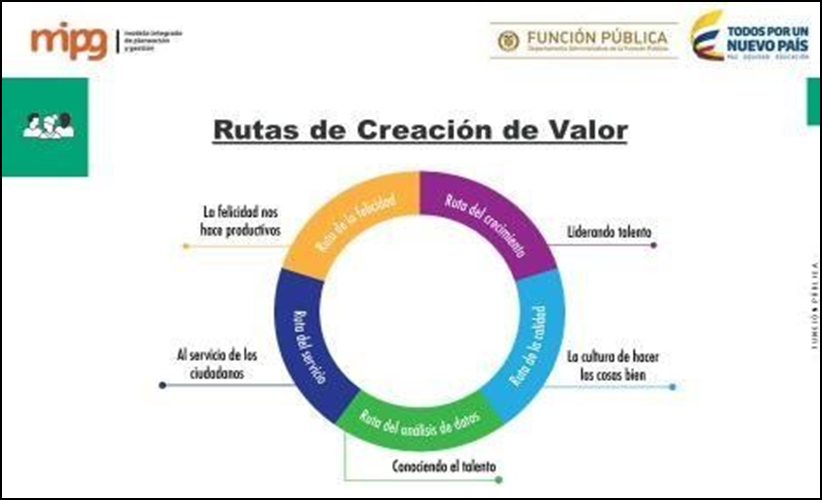 mipg
modelo integrado
de planeación
y gestión
FUNCIÓN PÚBLICA
Departamento Administrativo de la Función Pública
TODOS POR UN
NUEVO PAÍS
PAZ EQUIDAD EDUCACIÓN
Rutas de Creación de Valor
Ruta de la felicidad
La felicidad nos
hace productivos
Ruta del crecimiento
Liderando talento
Ruta de la calidad
La cultura de hacer
las cosas bien
Ruta del análisis de datos
Conociendo el talento
Ruta del servicio
Al servicio de los
ciudadanos
FUNCIÓN PÚBLICA